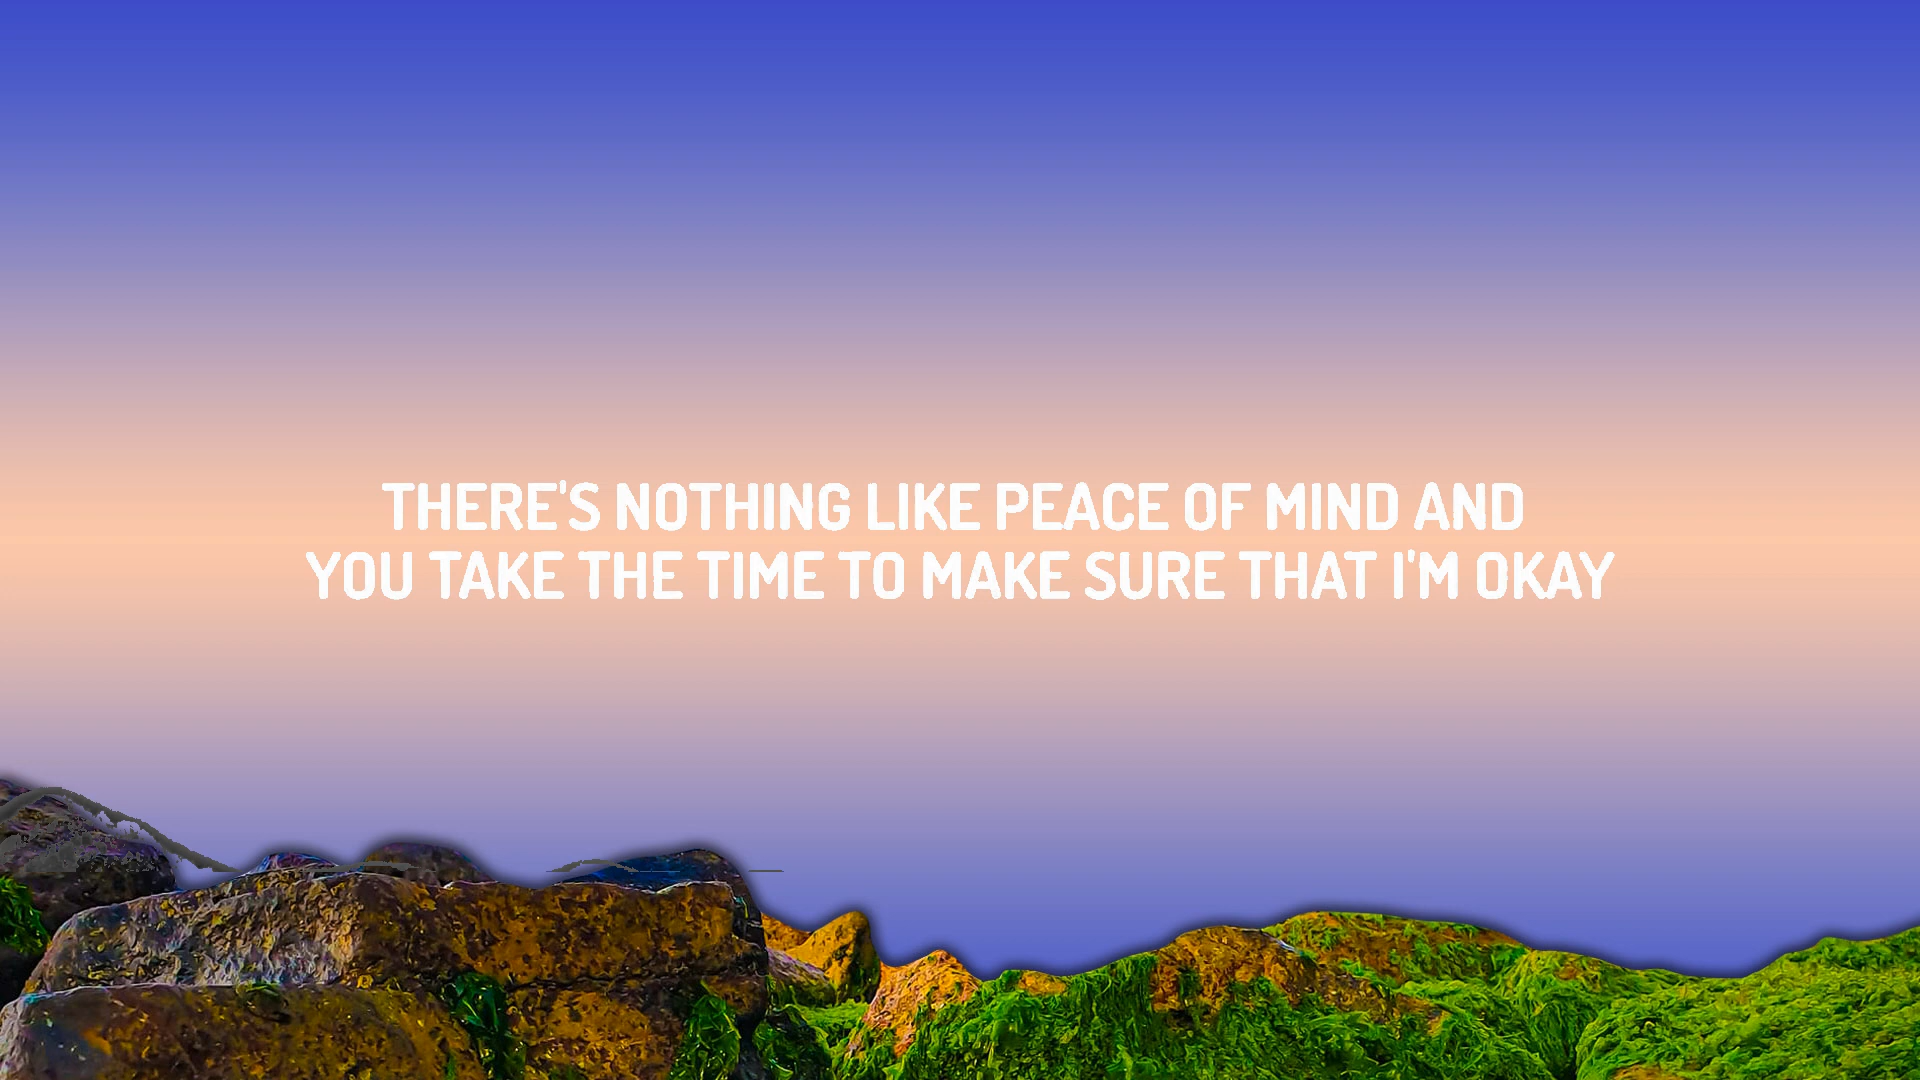 THERE'S NOTHING LIKE PEACE OF MIND AND
YOU TAKE THE TIME TO MAKE SURE THAT I'M OKAY